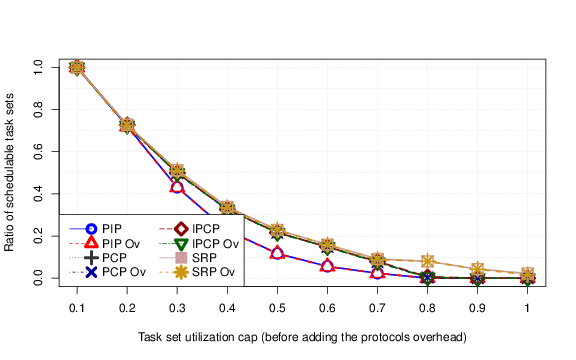 Ratio of schedulable task sets
1.0
0.8
0.6
0.4
0.2
0.0
PIP
PIP Ov
PCP
PCP Ov
IPCP
IPCP Ov
SRP
SRP Ov
0.1 0.2 0.3 0.4 0.5 0.6 0.7 0.8 0.9 1
Task set utilization cap (before adding the protocols overhead)